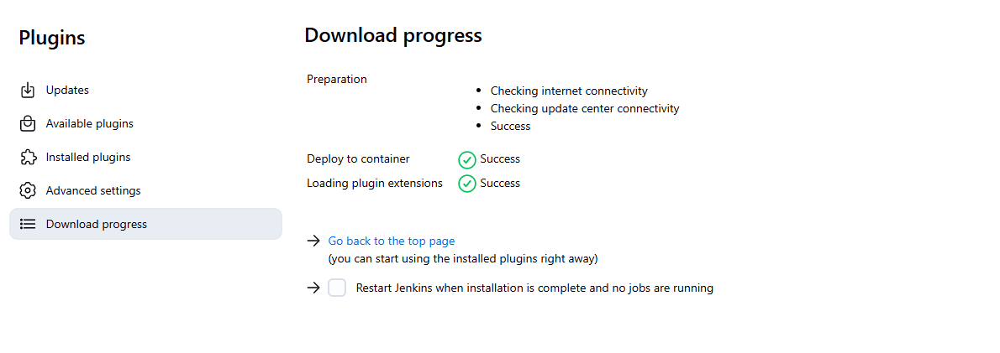 Plugins
Updates
Available plugins
Installed plugins
Advanced settings
Download progress
Download progress
Preparation
Checking internet connectivity
Checking update center connectivity
Success
Deploy to container Success
Loading plugin extensions Success
Go back to the top page
(you can start using the installed plugins right away)
Restart Jenkins when installation is complete and no jobs are running